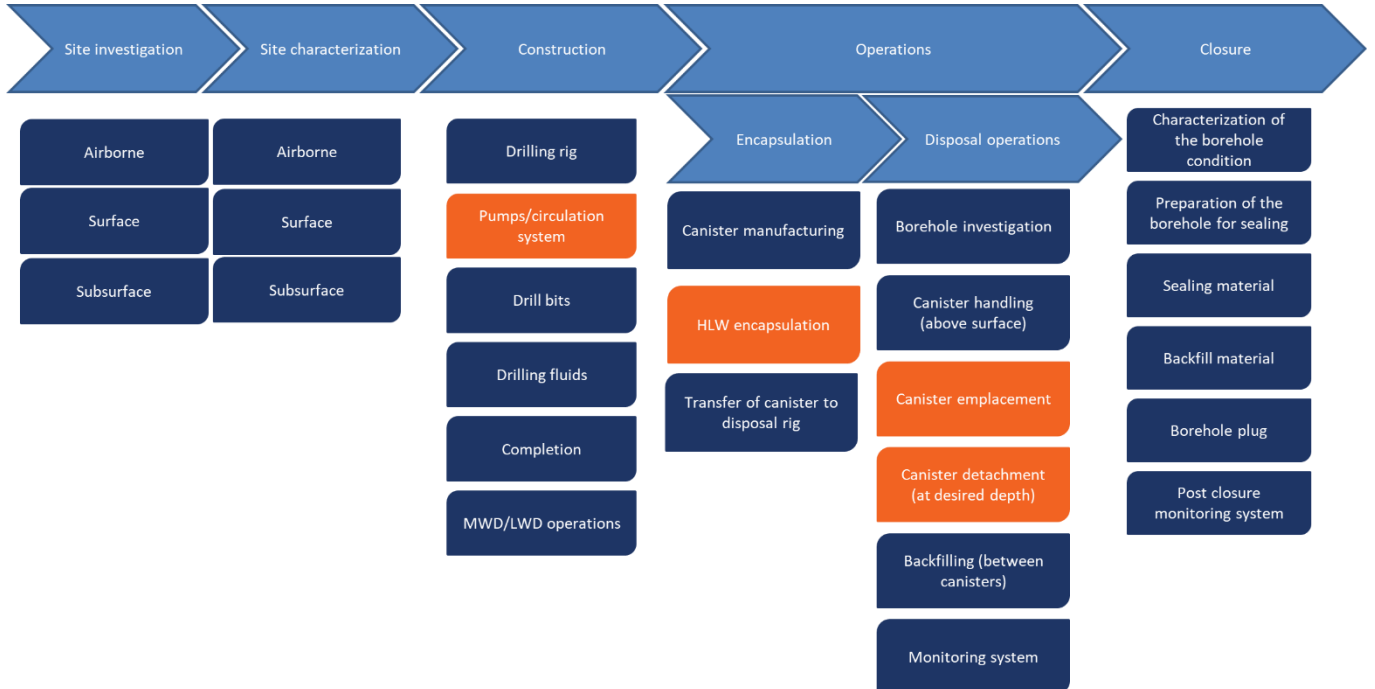 Site investigation
Site characterization
Construction
Operations
Closure
Encapsulation
Disposal operations
Airborne
Surface
Subsurface
Airborne
Surface
Subsurface
Drilling rig
Pumps/circulation
system
Drill bits
Drilling fluids
Completion
MWD/LWD operations
Canister manufacturing
HLW encapsulation
Transfer of canister to
disposal rig
Borehole investigation
Canister handling
(above surface)
Canister emplacement
Canister detachment
(at desired depth)
Backfilling (between
canisters)
Monitoring system
Characterization of
the borehole
condition
Preparation of the
borehole for sealing
Sealing material
Backfill material
Borehole plug
Post closure
monitoring system